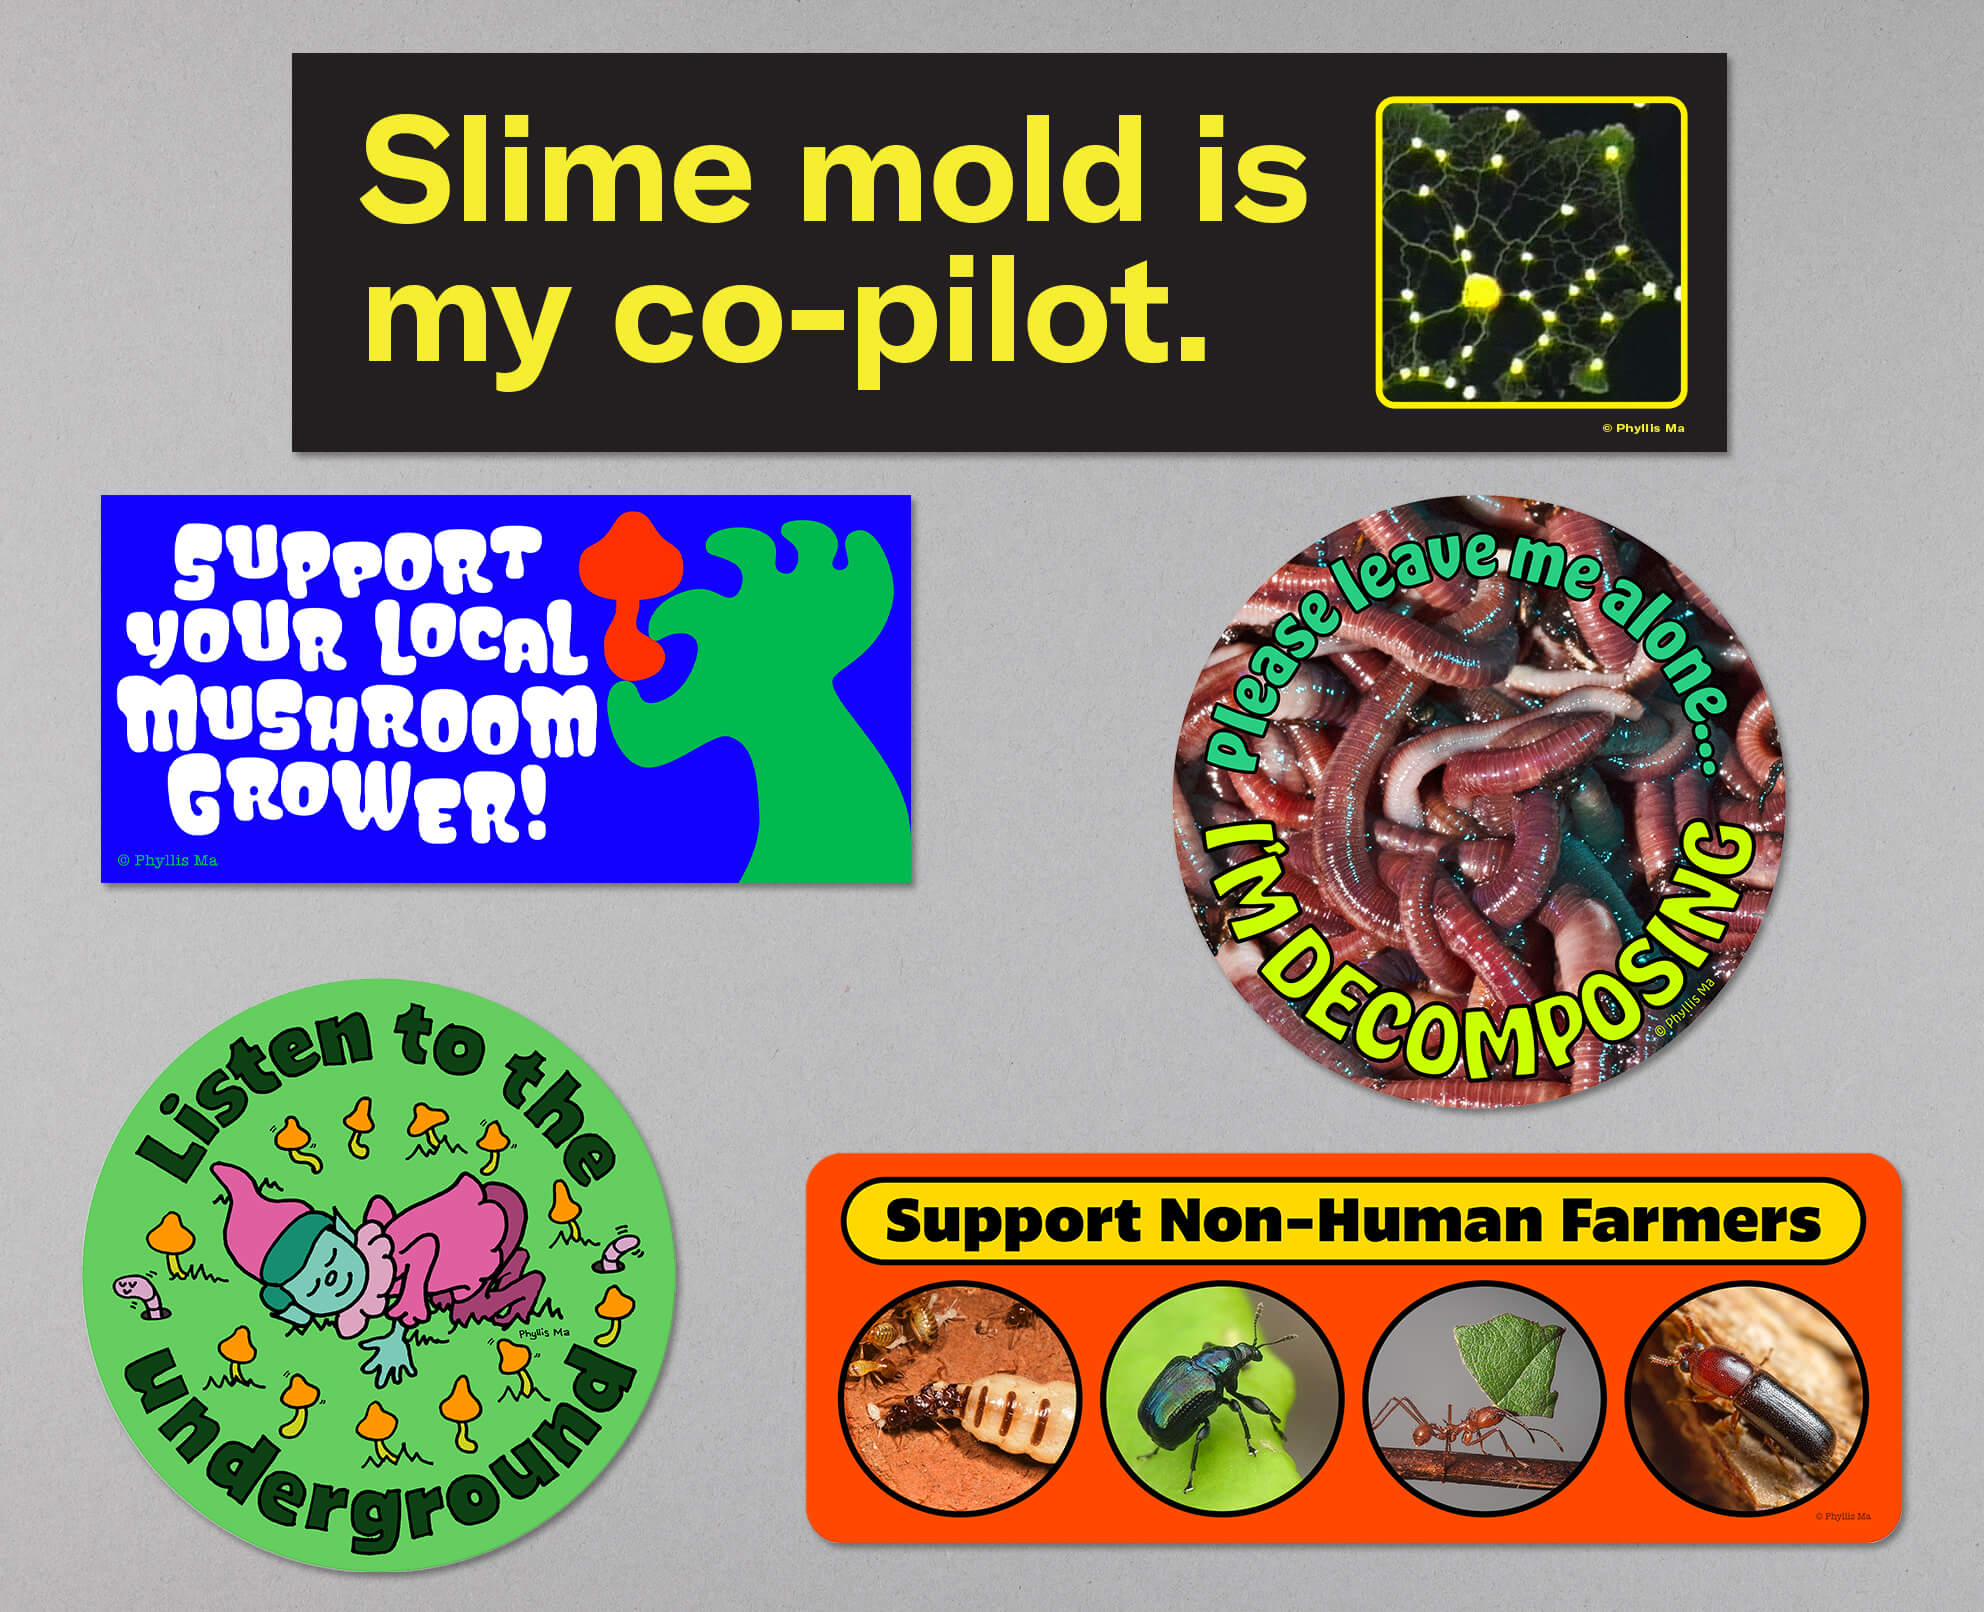 Slime mold is
my co-pilot.
© Phyllis Ma
SUPPORT
YOUR LOCAL
MUSHROOM
GROWER!
© Phyllis Ma
Please leave me alone...
I'M DECOMPOSING
© Phyllis Ma
Listen to the
underground
Phyllis Ma
Support Non-Human Farmers
© Phyllis Ma